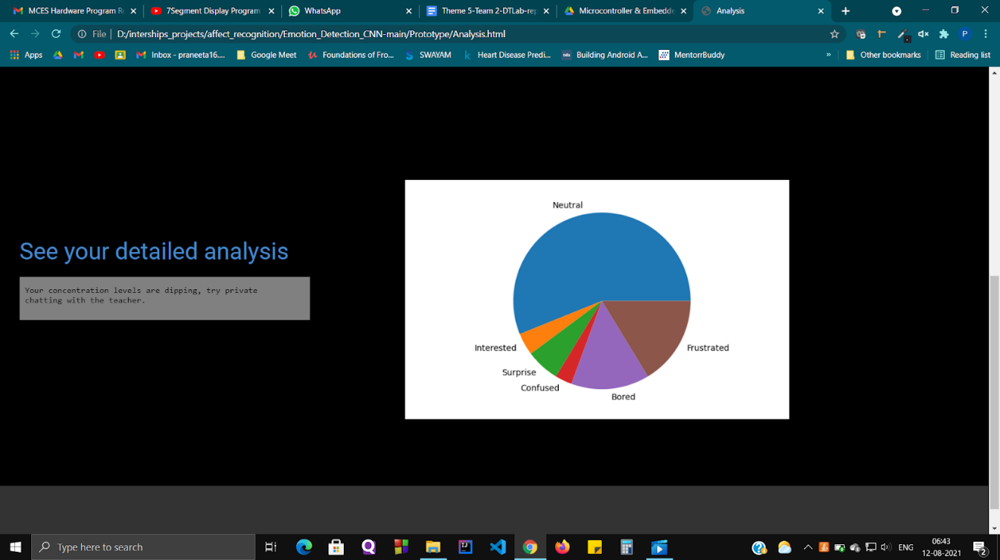 MCES Hardware Program Re
7Segment Display Program
WhatsApp
Theme 5-Team 2-DTLab-rep
Microcontroller & Embedde
Analysis
File | D:/interships_projects/affect_recognition/Emotion_Detection_CNN-main/Prototype/Analysis.html
P
Apps
Inbox - praneeta16....
Google Meet
Foundations of Fro...
SWAYAM
Heart Disease Predi...
tds
Building Android A...
MentorrBuddy
»
Other bookmarks
Reading list
Neutral
See your detailed analysis
Your concentration levels are dipping, try private
chatting with the teacher.
Interested
Frustrated
Surprise
Confused
Bored
Type here to search
ENG
06:43
12-08-2021
2